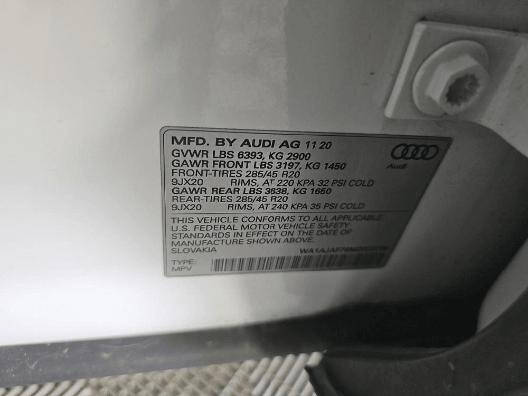 MFD. BY AUDI AG 11 20
GVWR LBS 6393, KG 2900
GAWR FRONT LBS 3197, KG 1450
FRONT-TIRES 285/45 R20
9JX20 RIMS, AT 220 KPA 32 PSI COLD
GAWR REAR LBS 3638, KG 1650
REAR-TIRES 285/45 R20
9JX20 RIMS, AT 240 KPA 35 PSI COLD
Audi
THIS VEHICLE CONFORMS TO ALL APPLICABLE
U.S. FEDERAL MOTOR VEHICLE SAFETY
STANDARDS IN EFFECT ON THE DATE OF
MANUFACTURE SHOWN ABOVE.
SLOVAKIA
TYPE:
MPV